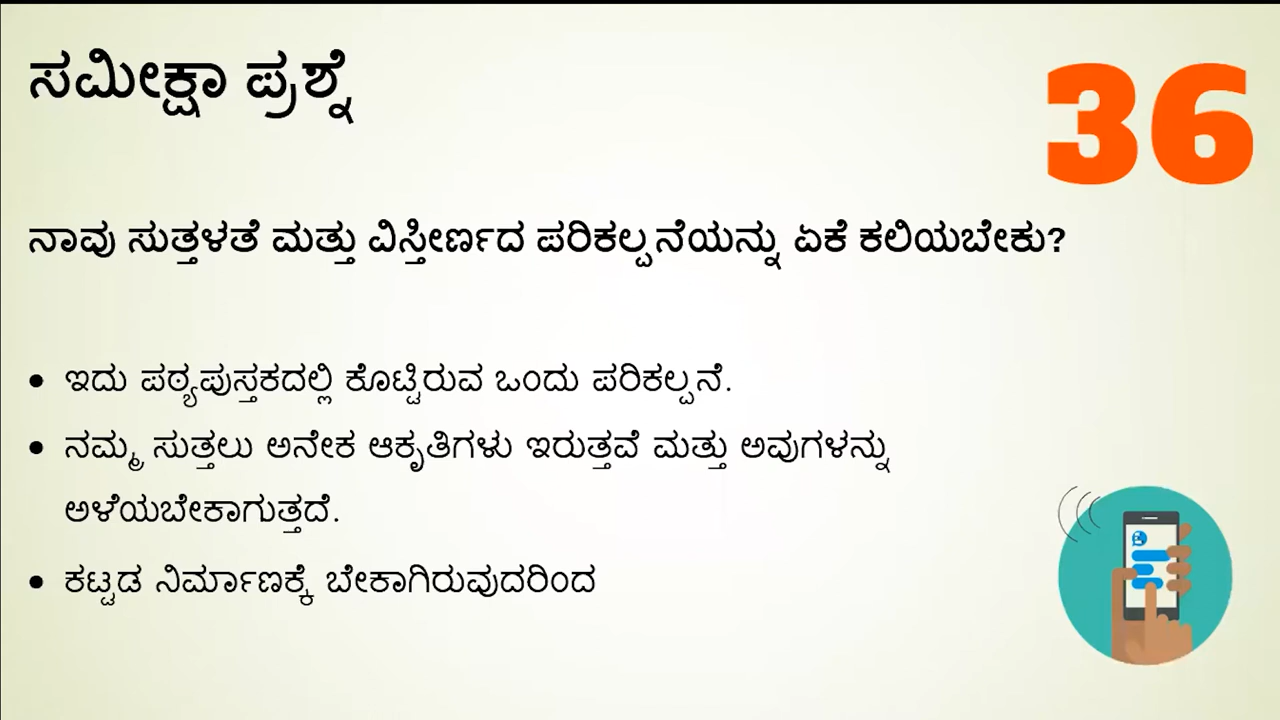 ಸಮೀಕ್ಷಾ ಪ್ರಶ್ನೆ
36
ನಾವು ಸುತ್ತಳತೆ ಮತ್ತು ವಿಸ್ತೀರ್ಣದ ಪರಿಕಲ್ಪನೆಯನ್ನು ಏಕೆ ಕಲಿಯಬೇಕು?
• ಇದು ಪಠ್ಯಪುಸ್ತಕದಲ್ಲಿ ಕೊಟ್ಟಿರುವ ಒಂದು ಪರಿಕಲ್ಪನೆ.
• ನಮ್ಮ ಸುತ್ತಲು ಅನೇಕ ಆಕೃತಿಗಳು ಇರುತ್ತವೆ ಮತ್ತು ಅವುಗಳನ್ನು
ಅಳೆಯಬೇಕಾಗುತ್ತದೆ.
• ಕಟ್ಟಡ ನಿರ್ಮಾಣಕ್ಕೆ ಬೇಕಾಗಿರುವುದರಿಂದ